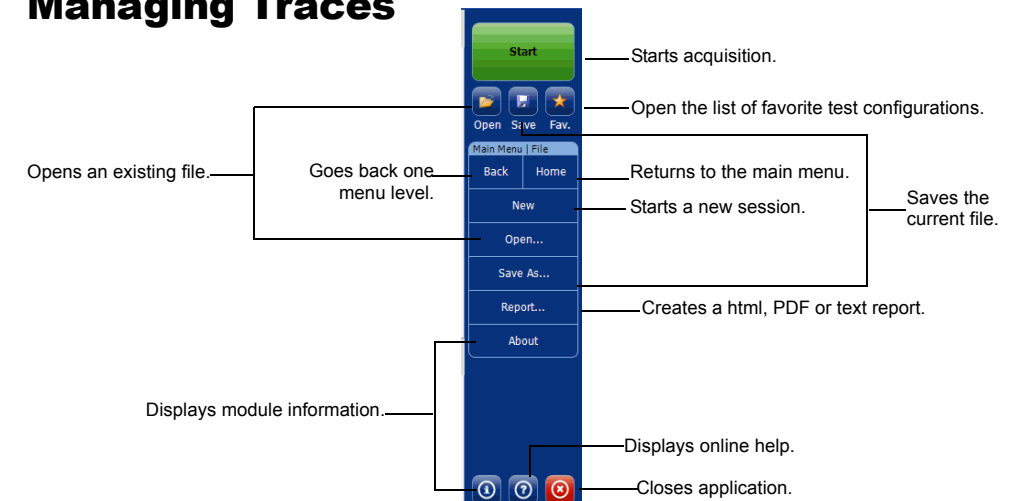 Managing Traces
Start
Starts acquisition.
Open Save Fav.
Open the list of favorite test configurations.
Main Menu | File
Opens an existing file.
Goes back one
menu level.
Back Home
Returns to the main menu.
New
Starts a new session.
Saves the
current file.
Open...
Save As...
Report...
Creates a html, PDF or text report.
About
Displays module information.
Displays online help.
Closes application.